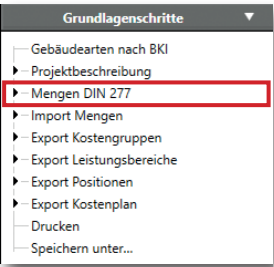 Grundlagenschritte
Gebäudearten nach BKI
Projektbeschreibung
Mengen DIN 277
Import Mengen
Export Kostengruppen
Export Leistungsbereiche
Export Positionen
Export Kostenplan
Drucken
Speichern unter...